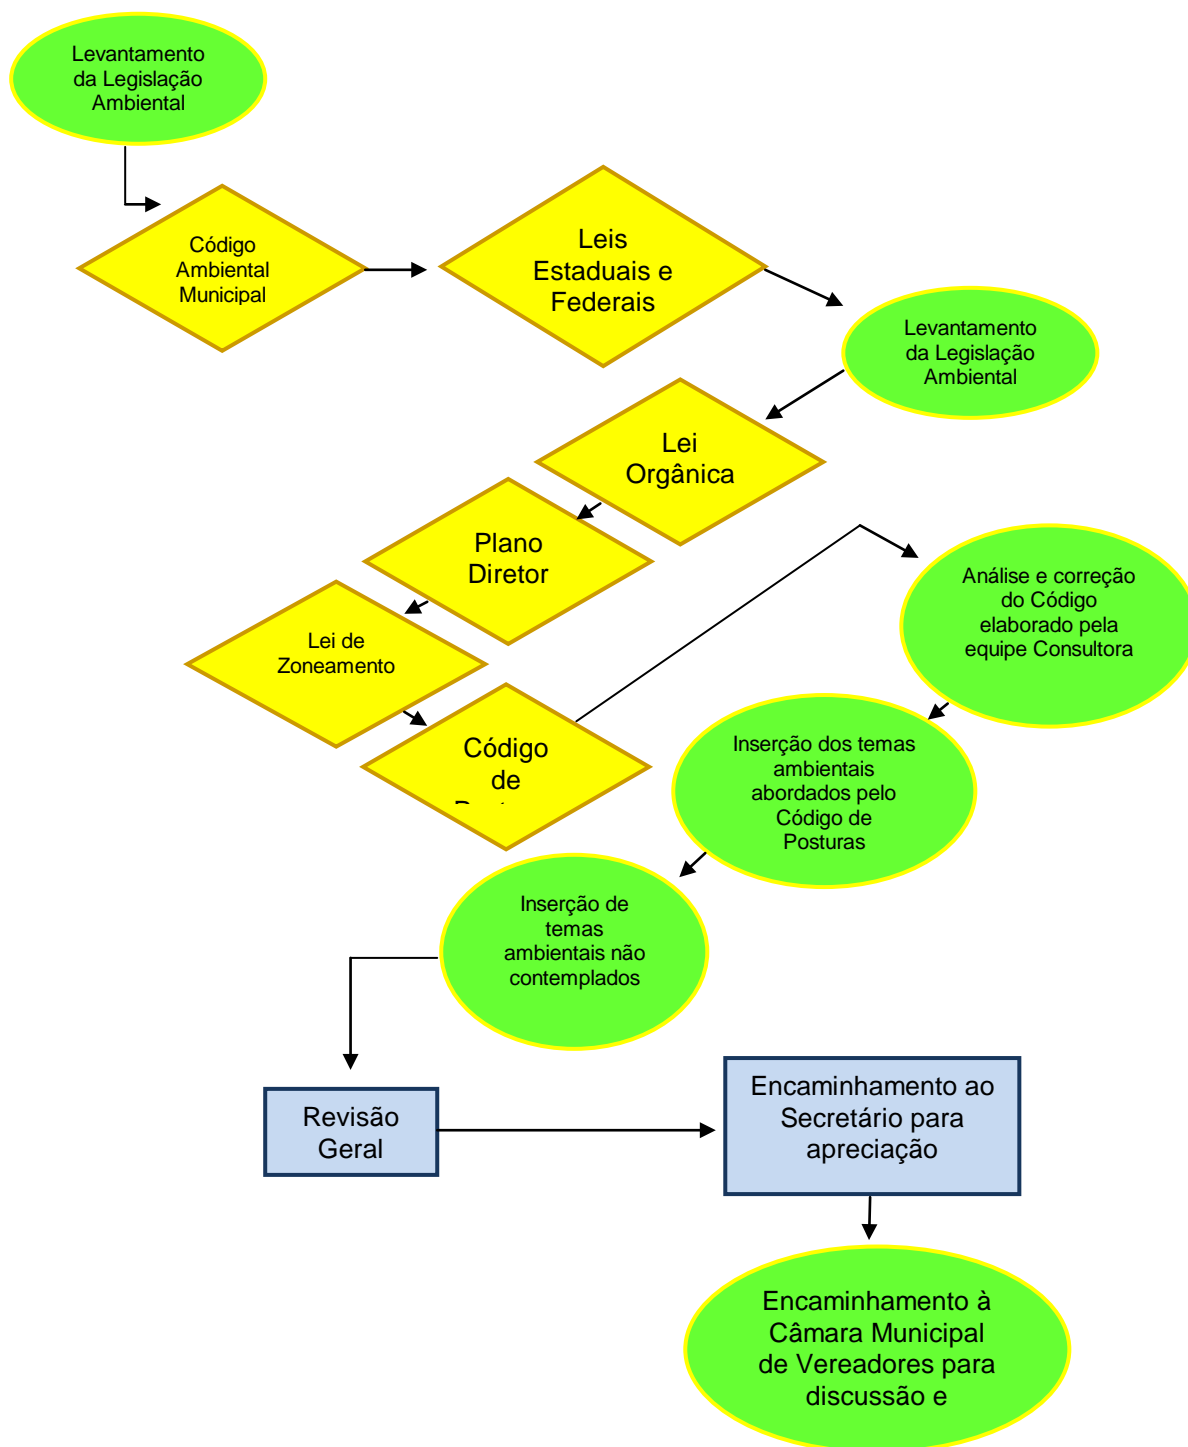 Levantamento
da Legislação
Ambiental
Código
Ambiental
Municipal
Leis
Estaduais e
Federais
Levantamento
da Legislação
Ambiental
Lei
Orgânica
Plano
Diretor
Lei de
Zoneamento
Código
de
Análise e correção
do Código
elaborado pela
equipe Consultora
Inserção dos temas
ambientais
abordados pelo
Código de
Posturas
Inserção de
temas
ambientais não
contemplados
Revisão
Geral
Encaminhamento ao
Secretário para
apreciação
Encaminhamento à
Câmara Municipal
de Vereadores para
discussão e